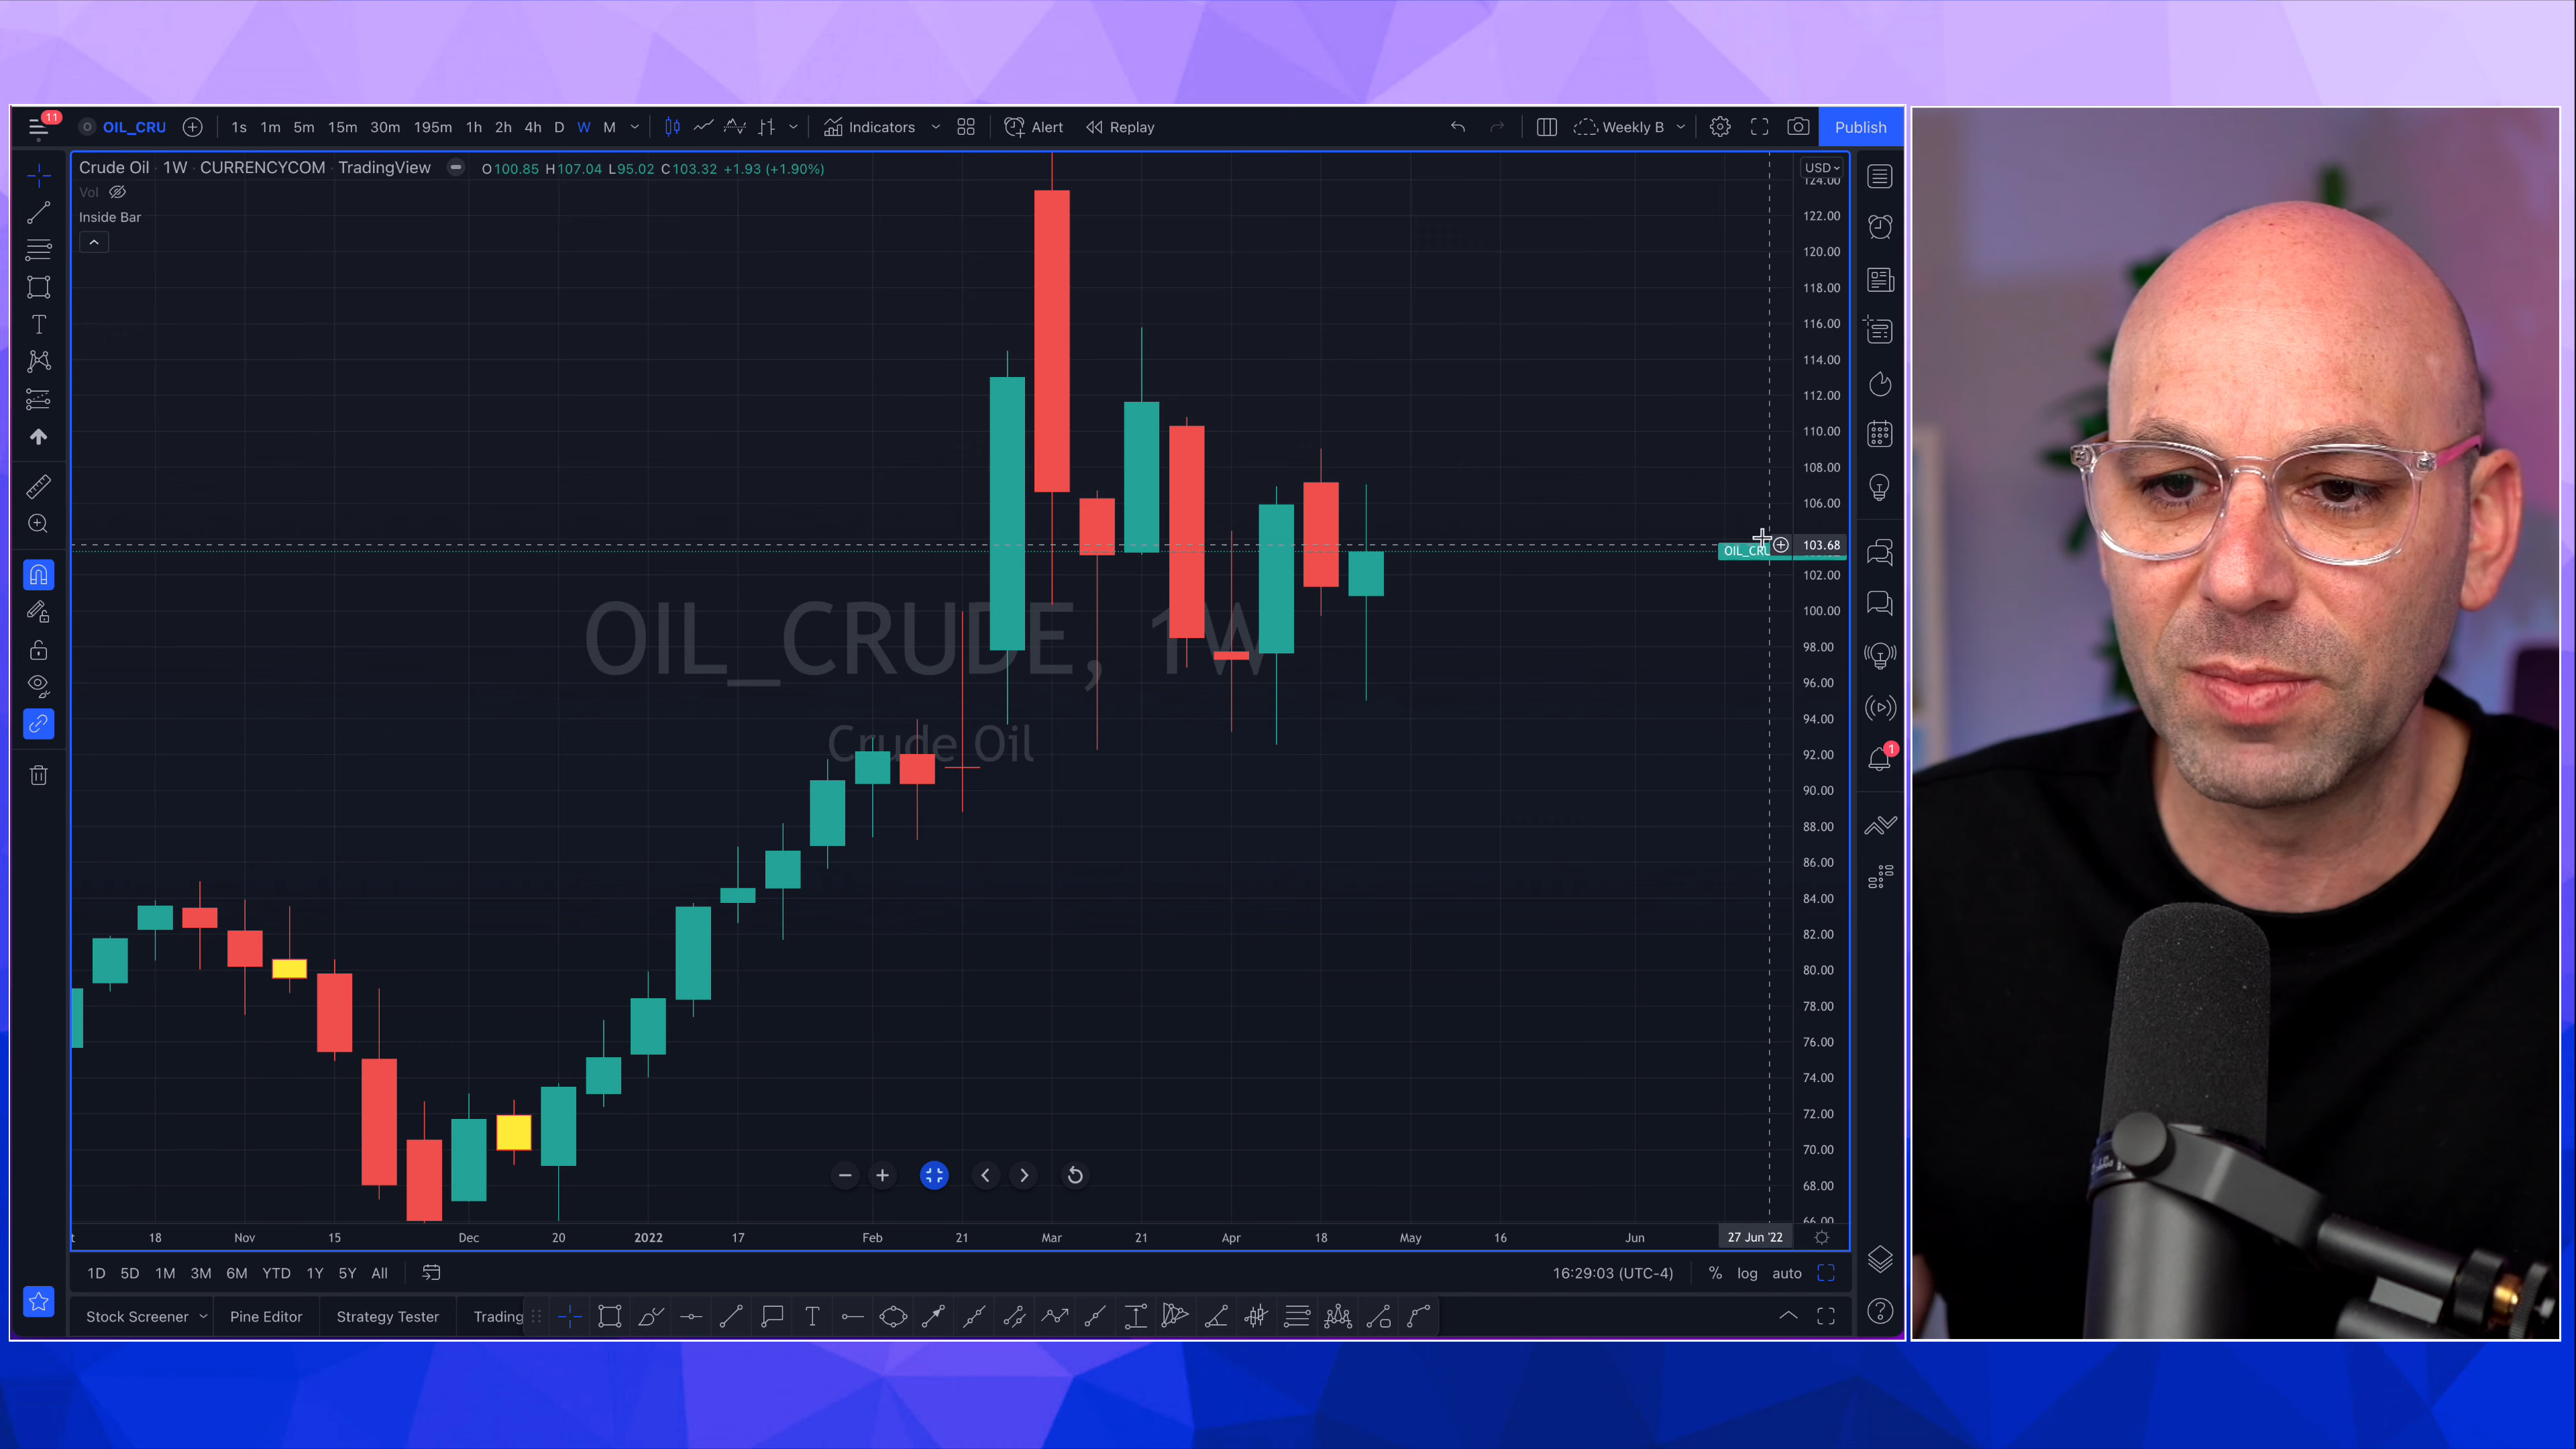 11
OIL_CRU
1s 1m 5m 15m 30m 195m 1h 2h 4h D W M
Indicators
Alert
Replay
Weekly B
Publish
Crude Oil · 1W · CURRENCYCOM · TradingView
O100.85 H107.04 L95.02 C103.32 +1.93 (+1.90%)
USD
Vol
Inside Bar
124.00
122.00
120.00
118.00
116.00
114.00
112.00
110.00
108.00
106.00
103.68
102.00
100.00
98.00
96.00
94.00
92.00
90.00
88.00
86.00
84.00
82.00
80.00
78.00
76.00
74.00
72.00
70.00
68.00
66.00
OIL_CRUDE, 1W
Crude Oil
1
18 Nov 15 Dec 20 2022 17 Feb 21 Mar 21 Apr 18 May 16 Jun 27 Jun '22
1D 5D 1M 3M 6M YTD 1Y 5Y All
16:29:03 (UTC-4)
% log auto
Stock Screener
Pine Editor
Strategy Tester
Trading